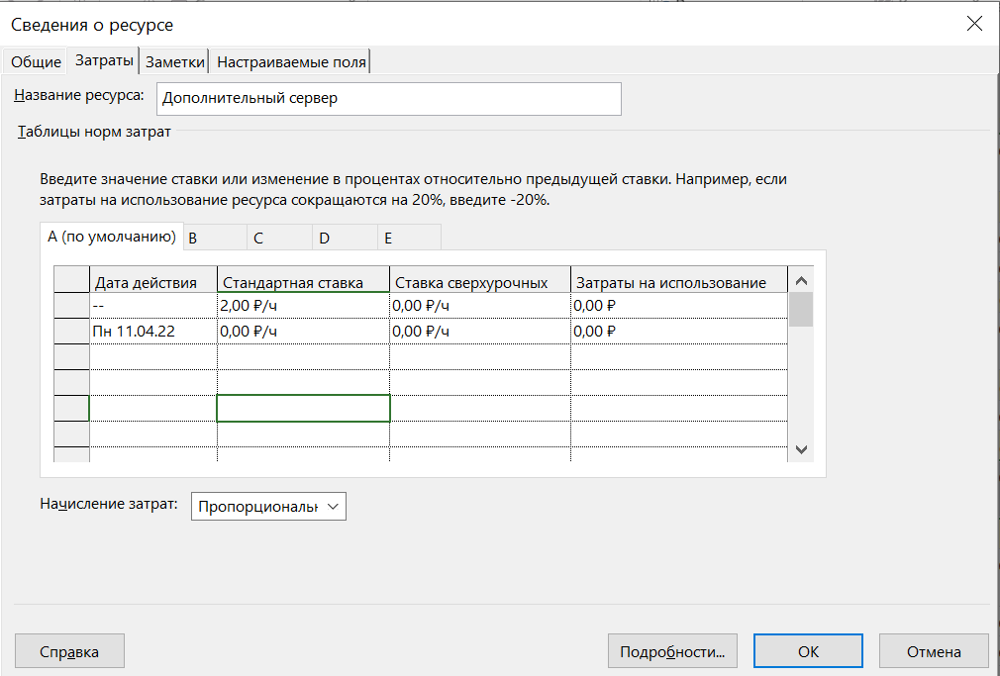 Сведения о ресурсе
Общие Затраты Заметки Настраиваемые поля
Название ресурса: Дополнительный сервер
Таблицы норм затрат
Введите значение ставки или изменение в процентах относительно предыдущей ставки. Например, если
затраты на использование ресурса сокращаются на 20%, введите -20%.
A (по умолчанию) B C D E
Дата действия Стандартная ставка Ставка сверхурочных Затраты на использование
-- 2,00 ₽/ч 0,00 ₽/ч 0,00 ₽
Пн 11.04.22 0,00 ₽/ч 0,00 ₽/ч 0,00 ₽
Начисление затрат: Пропорциональн
Справка Подробности... ОК Отмена